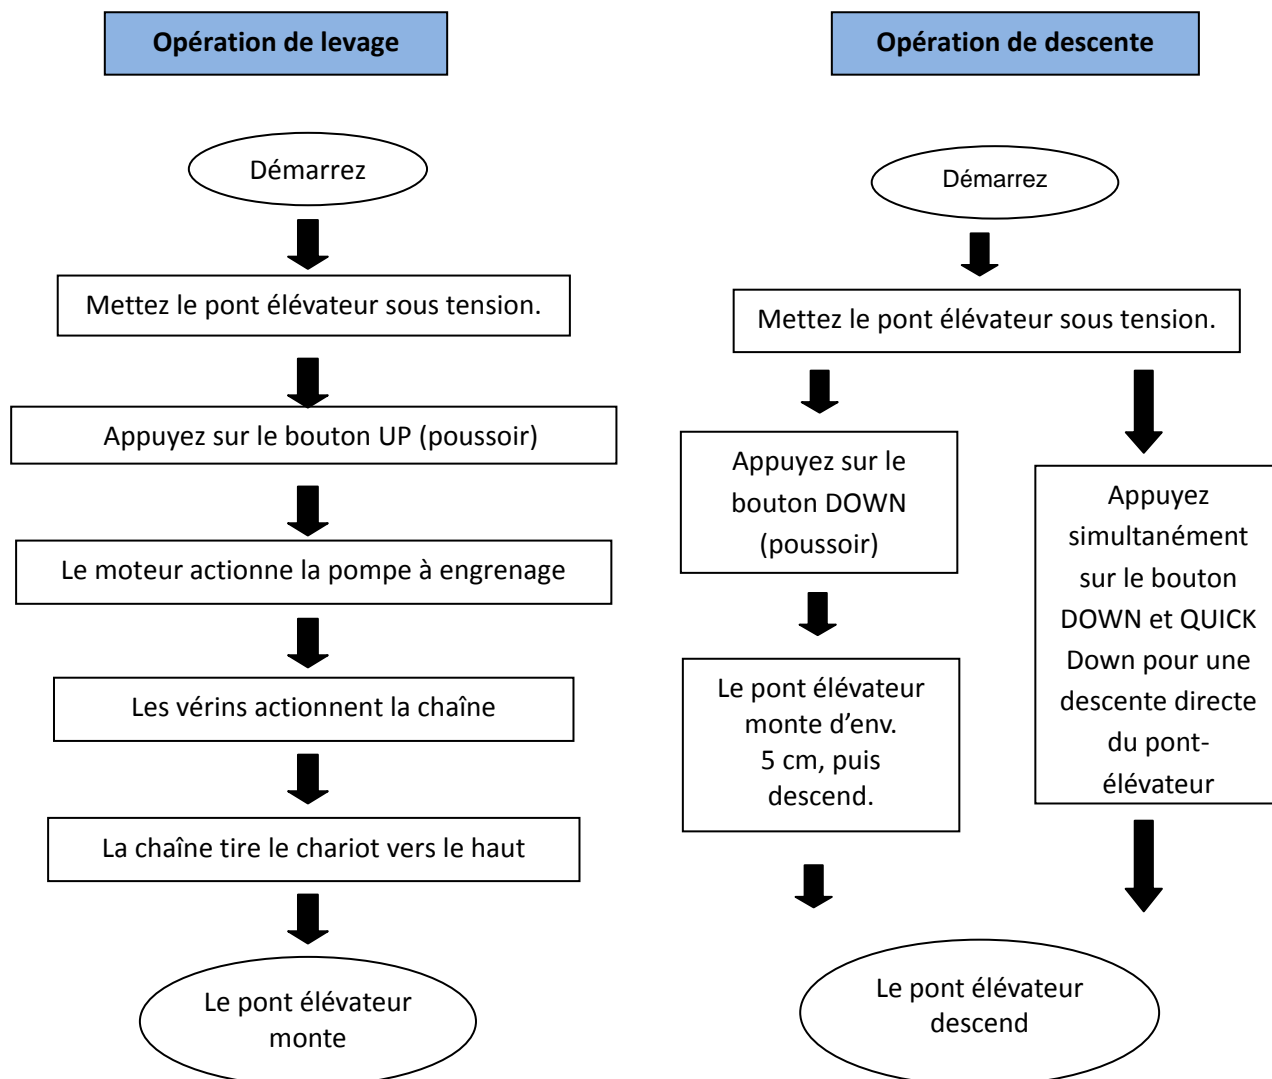 Opération de levage
Démarrez
Mettez le pont élévateur sous tension.
Appuyez sur le bouton UP (poussoir)
Le moteur actionne la pompe à engrenage
Les vérins actionnent la chaîne
La chaîne tire le chariot vers le haut
Le pont élévateur
monte
Opération de descente
Démarrez
Mettez le pont élévateur sous tension.
Appuyez sur le
bouton DOWN
(poussoir)
Le pont élévateur
monte d’env.
5 cm, puis
descend.
Appuyez
simultanément
sur le bouton
DOWN et QUICK
Down pour une
descente directe
du pont-
élévateur
Le pont élévateur
descend